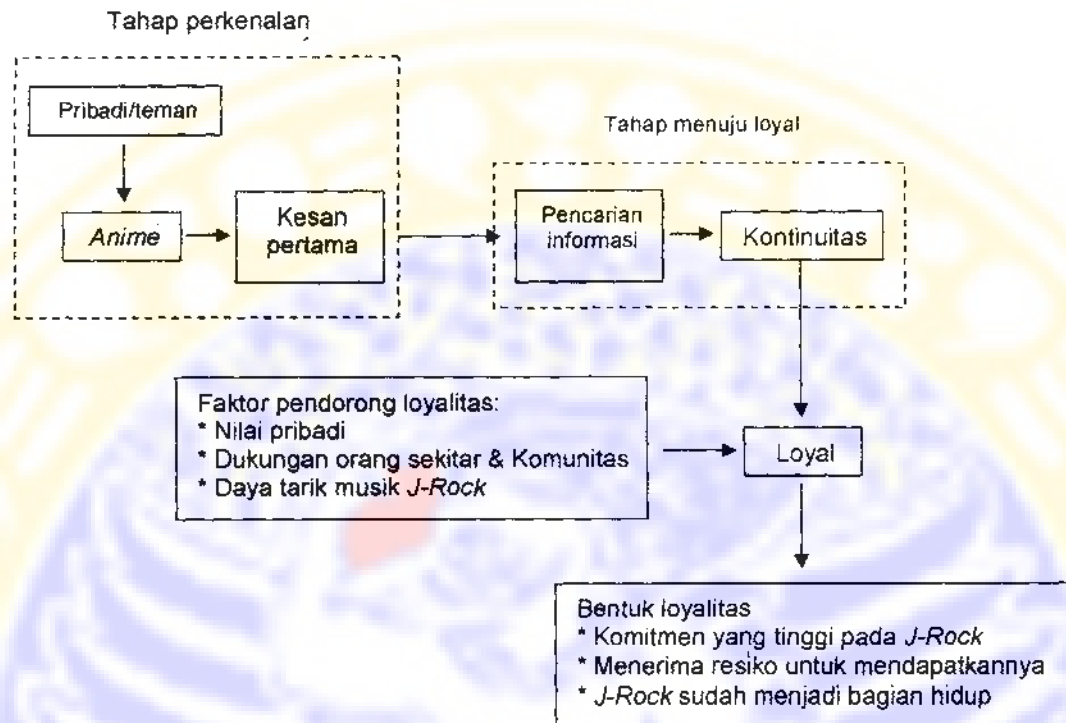 Tahap perkenalan
Pribadi/teman
Anime
Kesan
pertama
Tahap menuju loyal
Pencarian
informasi
Kontinuitas
Faktor pendorong loyalitas:
* Nilai pribadi
* Dukungan orang sekitar & Komunitas
* Daya tarik musik J-Rock
Loyal
Bentuk loyalitas
* Komitmen yang tinggi pada J-Rock
* Menerima resiko untuk mendapatkannya
* J-Rock sudah menjadi bagian hidup